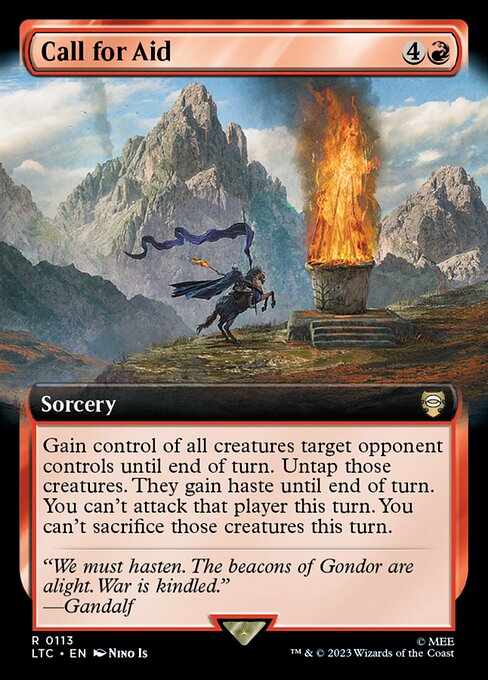 Call for Aid 4
Sorcery
Gain control of all creatures target opponent
controls until end of turn. Untap those
creatures. They gain haste until end of turn.
You can't attack that player this turn. You
can't sacrifice those creatures this turn.
“We must hasten. The beacons of Gondor are
alight. War is kindled.”
—Gandalf
R 0113
LTC • EN Nino Is
© MEE
™ & © 2023 Wizards of the Coast